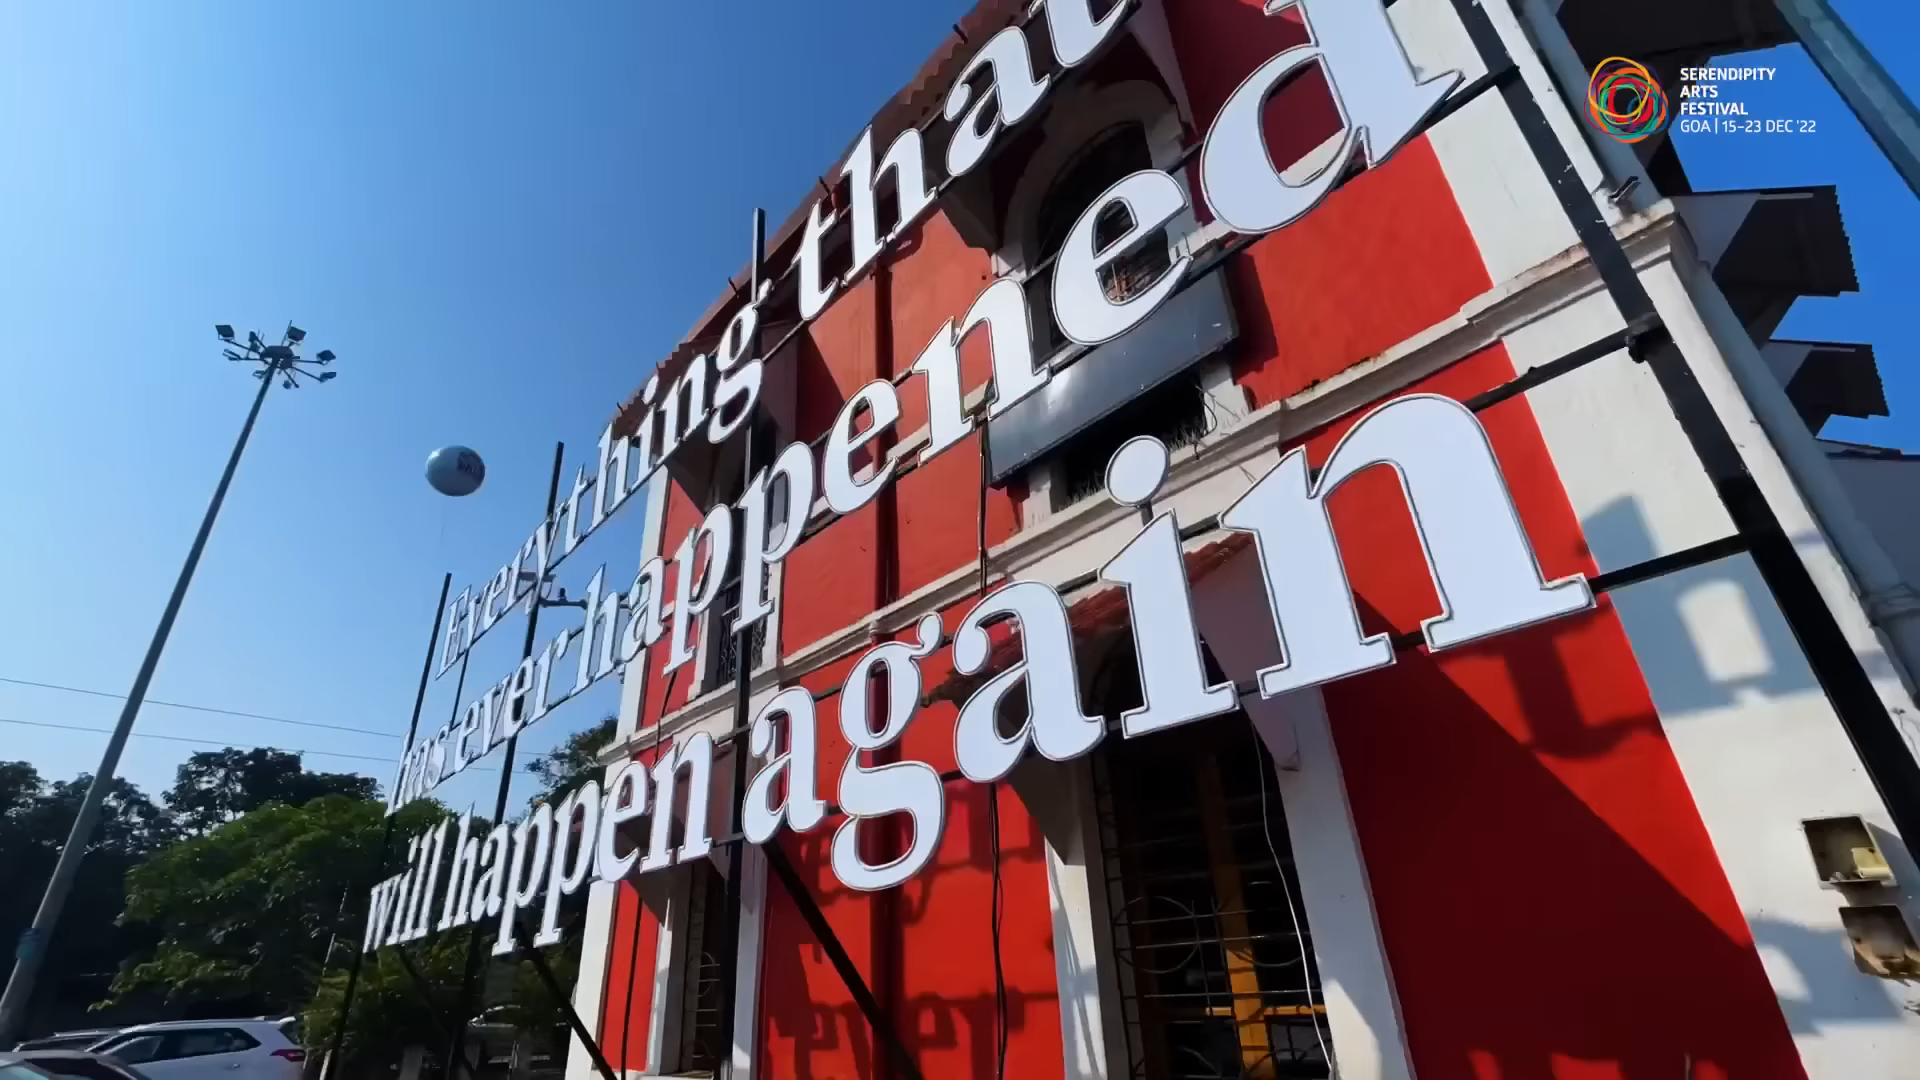 Everything that
has ever happened
will happen again
SERENDIPITY
ARTS
FESTIVAL
GOA | 15–23 DEC '22